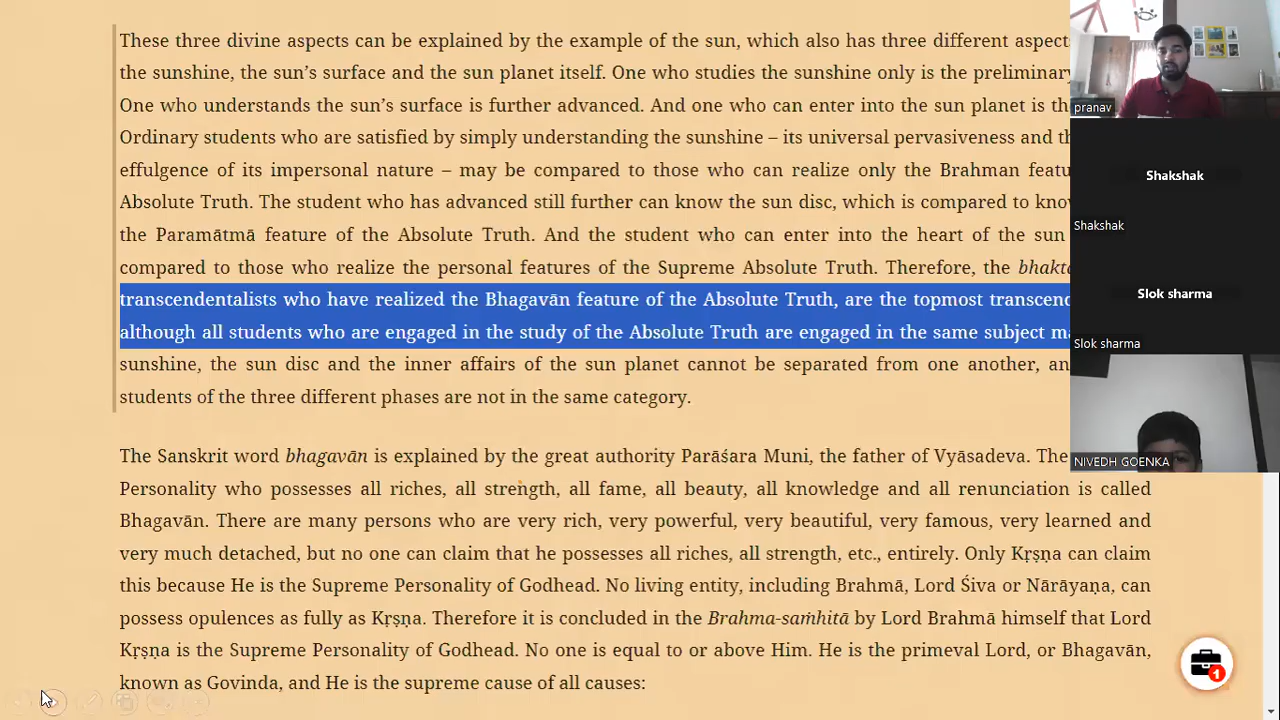 These three divine aspects can be explained by the example of the sun, which also has three different aspects
the sunshine, the sun's surface and the sun planet itself. One who studies the sunshine only is the preliminary
One who understands the sun's surface is further advanced. And one who can enter into the sun planet is the
Ordinary students who are satisfied by simply understanding the sunshine – its universal pervasiveness and the
effulgence of its impersonal nature – may be compared to those who can realize only the Brahman
Absolute Truth. The student who has advanced still further can know the sun disc, which is compared to
the Paramātmā feature of the Absolute Truth. And the student who can enter into the heart of the sun
compared to those who realize the personal features of the Supreme Absolute Truth. Therefore, the
transcendentalists who have realized the Bhagavān feature of the Absolute Truth, are the topmost
although all students who are engaged in the study of the Absolute Truth are engaged in the same subject
sunshine, the sun disc and the inner affairs of the sun planet cannot be separated from one another,
students of the three different phases are not in the same category.
The Sanskrit word bhagavān is explained by the great authority Parāśara Muni, the father of Vyāsadeva. The
Personality who possesses all riches, all strength, all fame, all beauty, all knowledge and all renunciation is called
Bhagavān. There are many persons who are very rich, very powerful, very beautiful, very famous, very learned and
very much detached, but no one can claim that he possesses all riches, all strength, etc., entirely. Only Kṛṣṇa can claim
this because He is the Supreme Personality of Godhead. No living entity, including Brahmā, Lord Śiva or Nārāyaṇa, can
possess opulences as fully as Kṛṣṇa. Therefore it is concluded in the Brahma-saṁhitā by Lord Brahmā himself that Lord
Kṛṣṇa is the Supreme Personality of Godhead. No one is equal to or above Him. He is the primeval Lord, or Bhagavān,
known as Govinda, and He is the supreme cause of all causes:
pranav
Shakshak
Shakshak
Slok sharma
Slok sharma
NIVEDH GOENKA
1